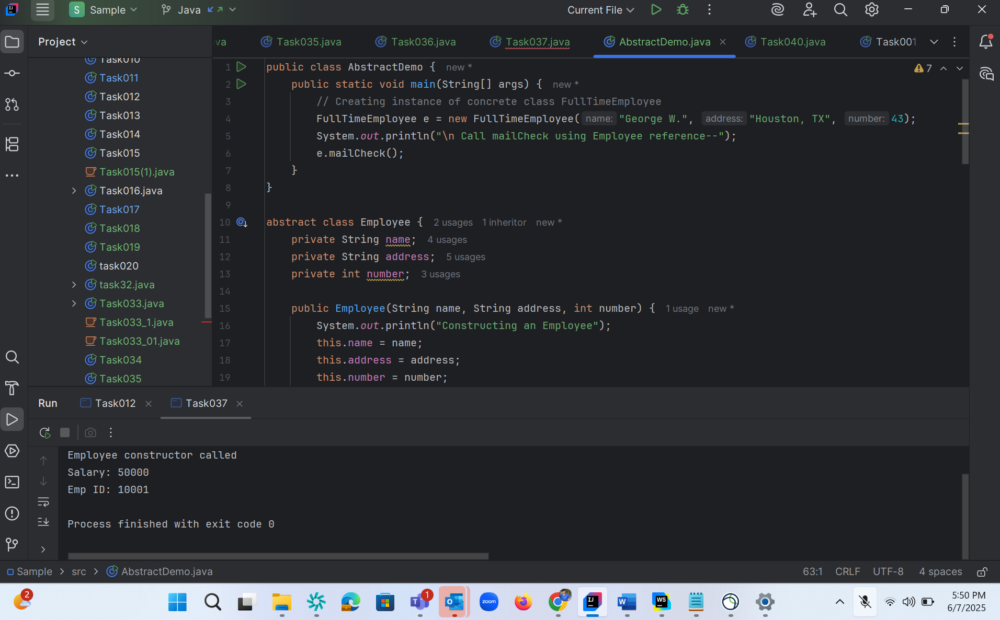 S Sample Java Current File
Project
va Task035.java Task036.java Task037.java AbstractDemo.java Task040.java Task001
Task010
Task011
Task012
Task013
Task014
Task015
Task015(1).java
Task016.java
Task017
Task018
Task019
task020
task32.java
Task033.java
Task033_1.java
Task033_01.java
Task034
Task035
7
1 public class AbstractDemo { new *
2 public static void main(String[] args) { new *
3 // Creating instance of concrete class FullTimeEmployee
4 FullTimeEmployee e = new FullTimeEmployee( name: "George W.", address: "Houston, TX", number: 43);
5 System.out.println("\n Call mailCheck using Employee reference--");
6 e.mailCheck();
7 }
8 }
9
10 abstract class Employee { 2 usages 1 inheritor new *
11 private String name; 4 usages
12 private String address; 5 usages
13 private int number; 3 usages
14
15 public Employee(String name, String address, int number) { 1 usage new *
16 System.out.println("Constructing an Employee");
17 this.name = name;
18 this.address = address;
19 this.number = number;
Run Task012 Task037
Employee constructor called
Salary: 50000
Emp ID: 10001
Process finished with exit code 0
Sample > src > AbstractDemo.java 63:1 CRLF UTF-8 4 spaces
2 1 zoom IJ W WS 5:50 PM
6/7/2025